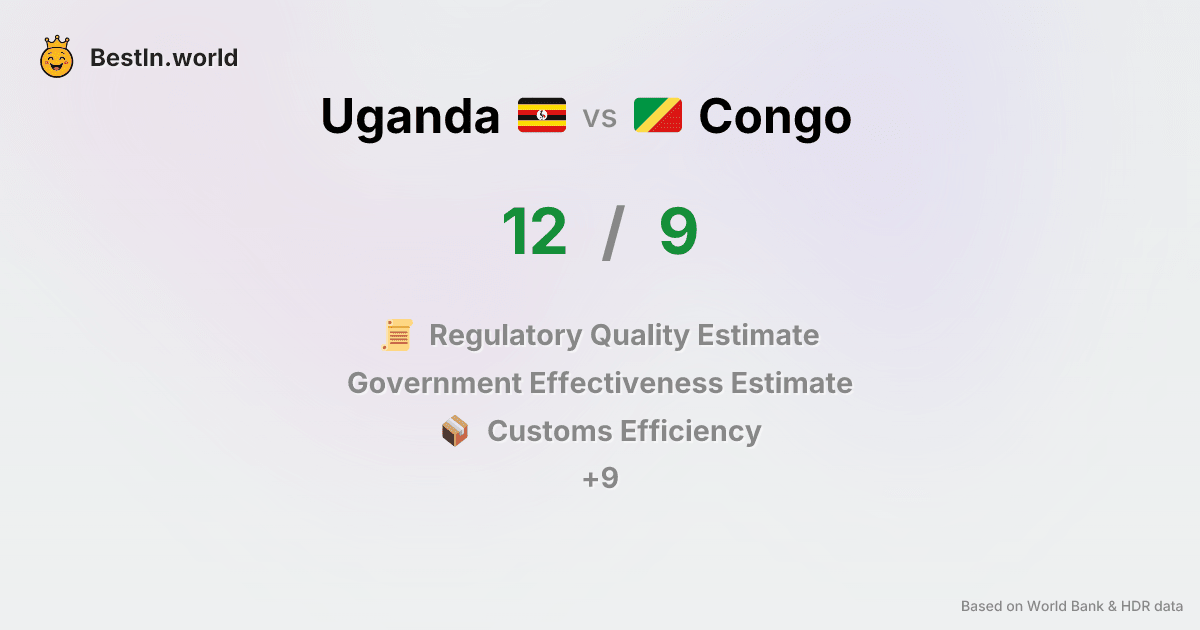 BestIn.world
Uganda vs Congo
12 / 9
Regulatory Quality Estimate
Government Effectiveness Estimate
Customs Efficiency
+9
Based on World Bank & HDR data